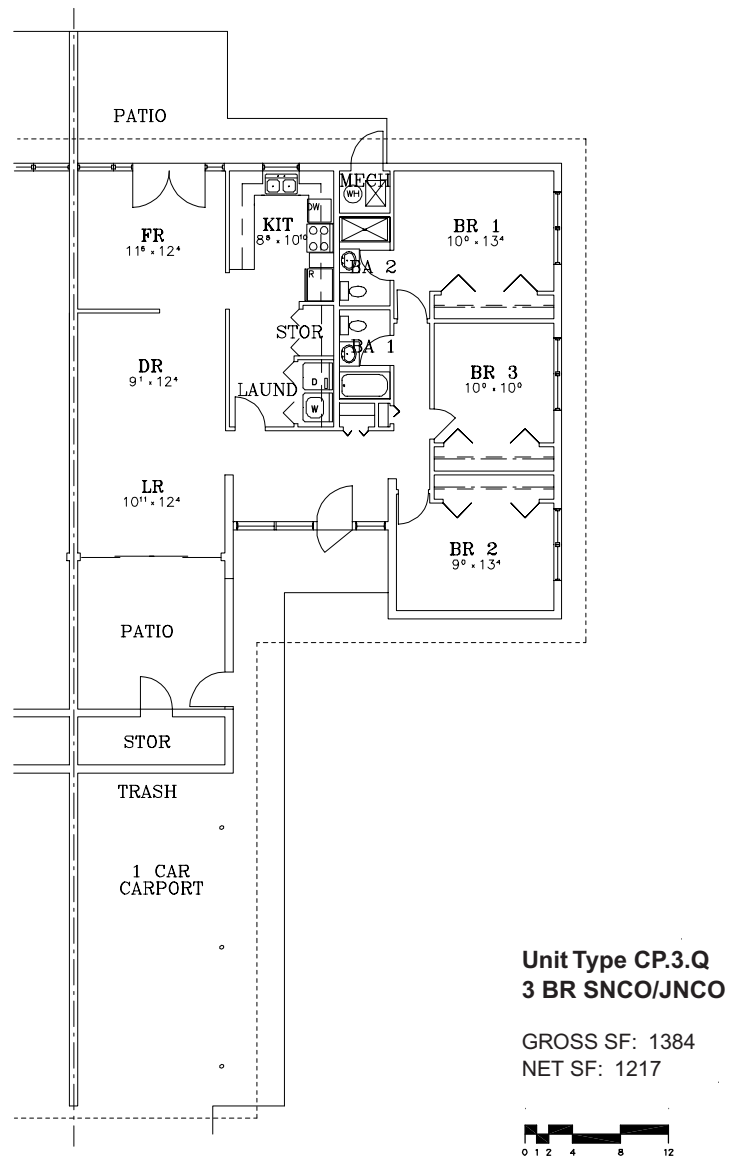 PATIO
MECH
WH
FR
11⁶ x 12⁴
KIT
8⁸ x 10¹⁰
DW
R
BR 1
10⁰ x 13⁴
BA 2
STOR
BA 1
DR
9¹ x 12⁴
BR 3
10⁰ x 10⁰
LAUND
D
W
LR
10¹¹ x 12⁴
BR 2
9⁰ x 13⁴
PATIO
STOR
TRASH
1 CAR
CARPORT
Unit Type CP.3.Q
3 BR SNCO/JNCO
GROSS SF: 1384
NET SF: 1217
0 1 2 4 8 12